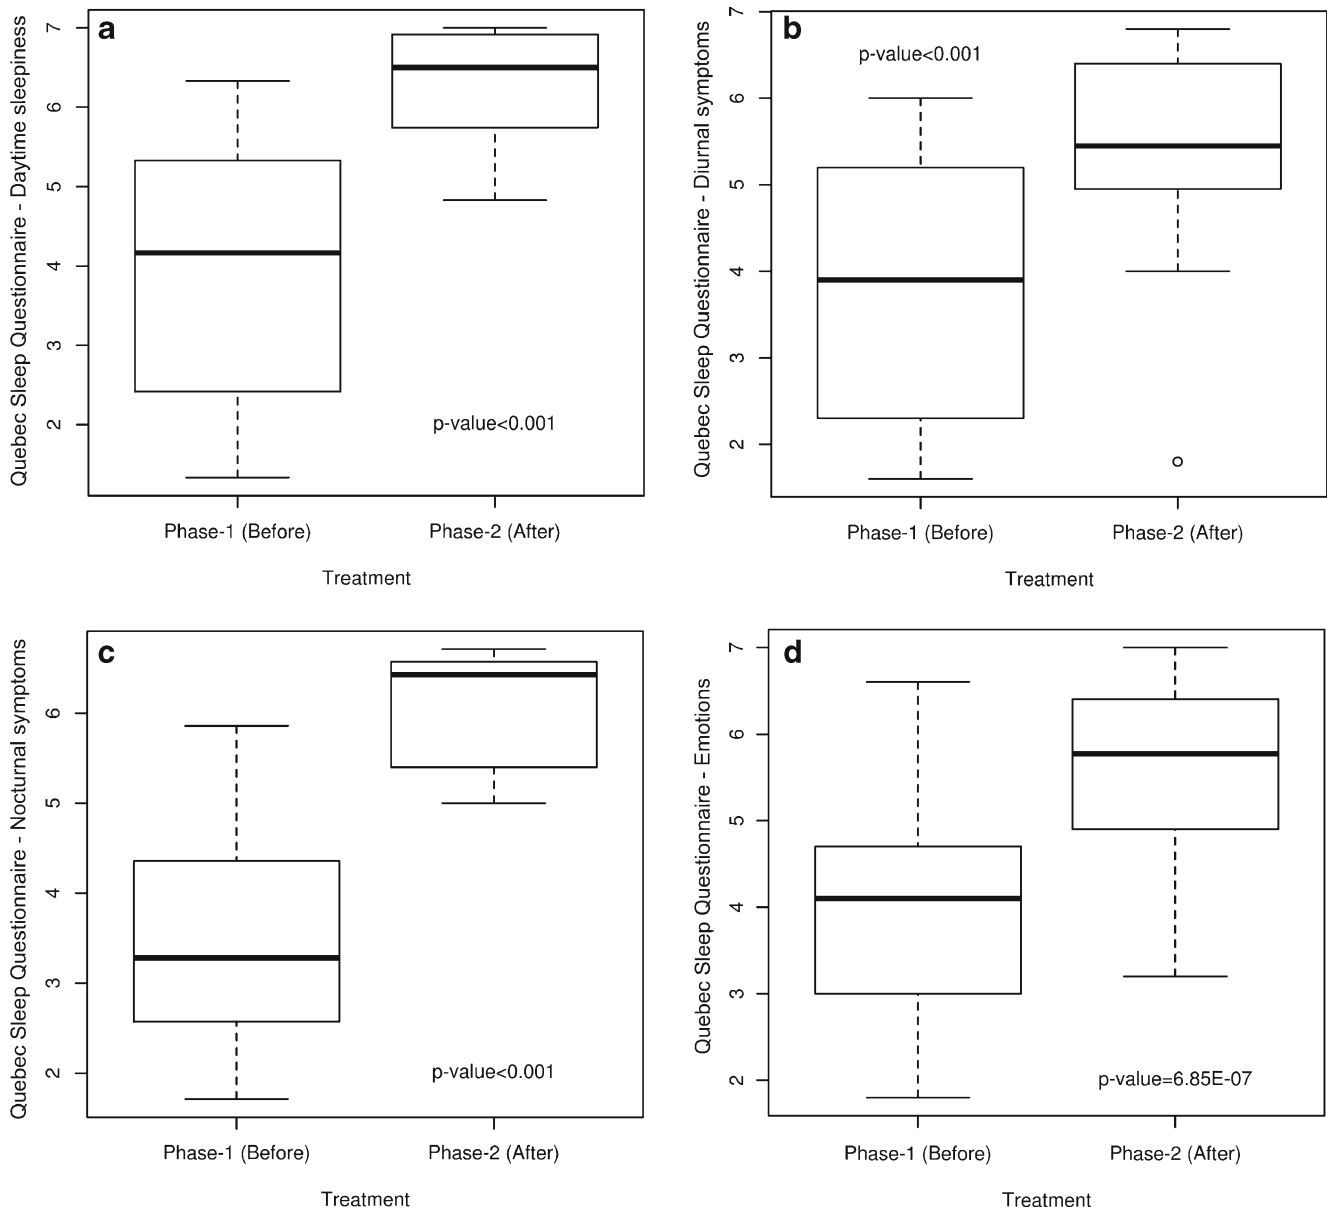 a
Quebec Sleep Questionnaire - Daytime sleepiness
7
6
5
4
3
2
p-value<0.001
Phase-1 (Before)
Phase-2 (After)
Treatment
b
Quebec Sleep Questionnaire - Diurnal symptoms
7
6
5
4
3
2
p-value<0.001
Phase-1 (Before)
Phase-2 (After)
Treatment
c
Quebec Sleep Questionnaire - Nocturnal symptoms
6
5
4
3
2
p-value<0.001
Phase-1 (Before)
Phase-2 (After)
Treatment
d
Quebec Sleep Questionnaire - Emotions
7
6
5
4
3
2
p-value=6.85E-07
Phase-1 (Before)
Phase-2 (After)
Treatment